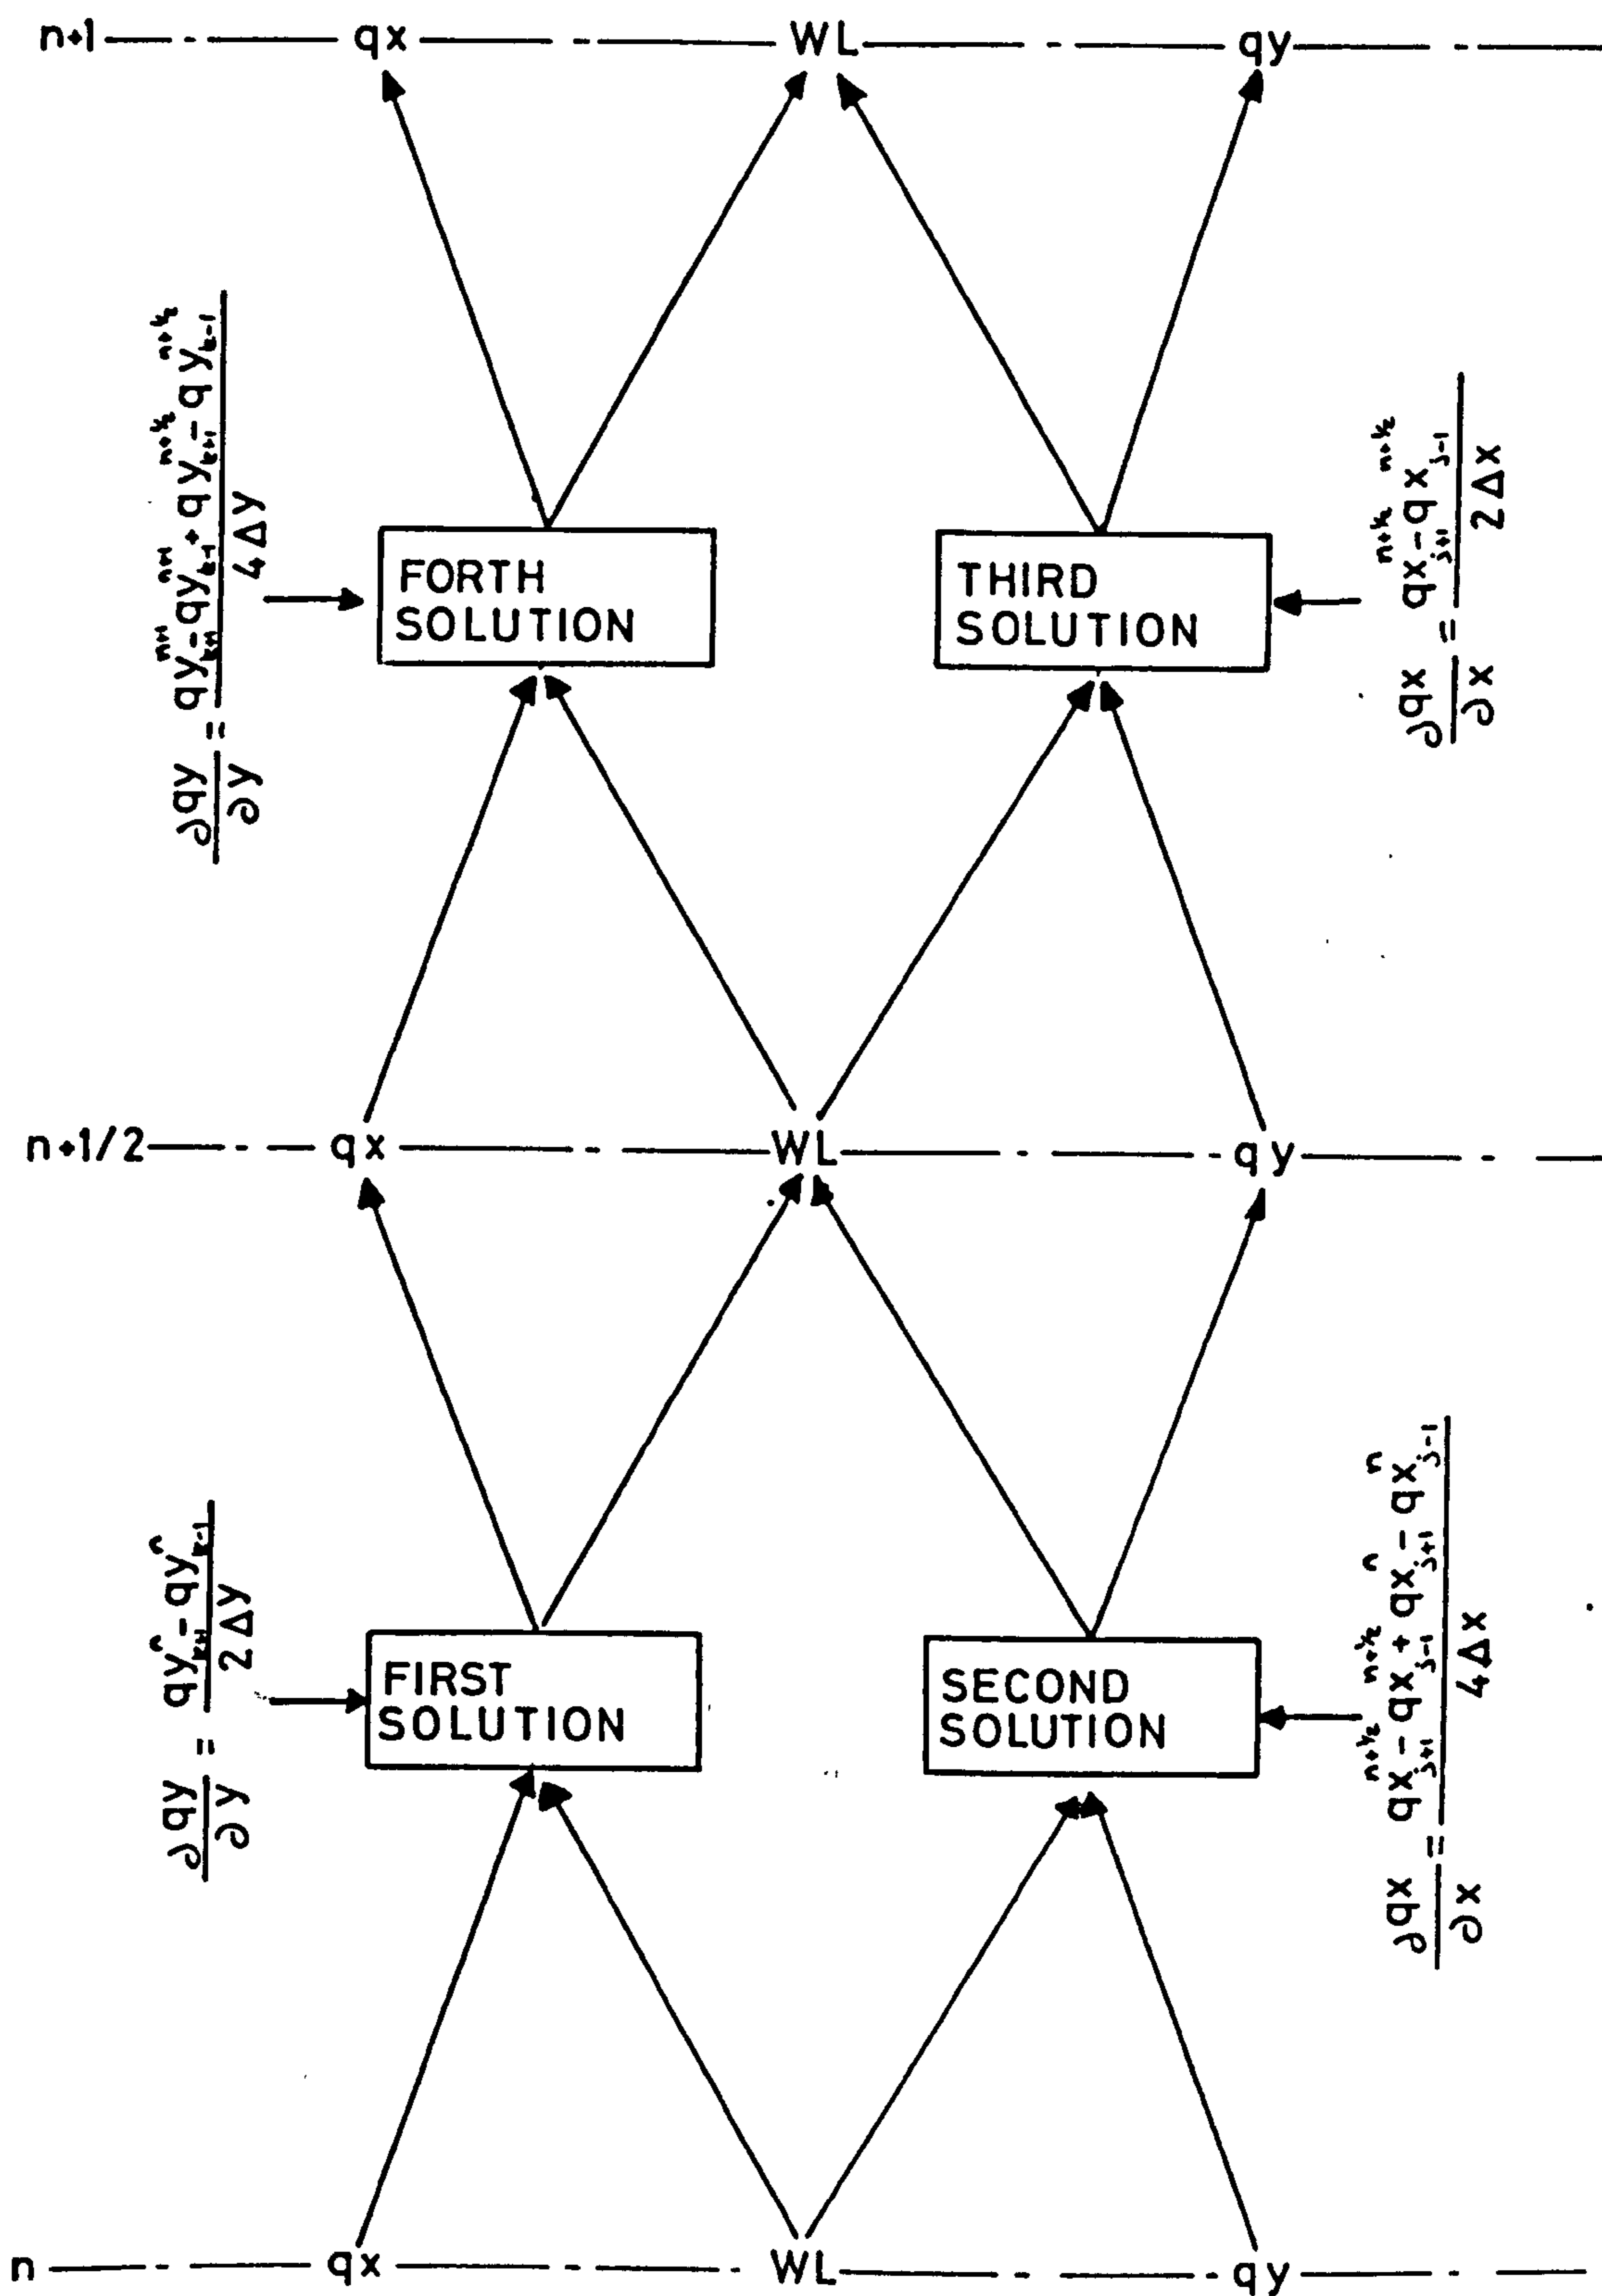 n+1 qx WL qy
∂qy/∂y = (qy^{n+1}_{k+1} - qy^{n+1}_{k-1} + qy^{n+½}_{k+1} - qy^{n+½}_{k-1}) / 4Δy
FORTH
SOLUTION
THIRD
SOLUTION
∂qx/∂x = (qx^{n+½}_{j+1} - qx^{n+½}_{j-1}) / 2Δx
n+1/2 qx WL qy
∂qy/∂y = (qy^{n}_{k+1} - qy^{n}_{k-1}) / 2Δy
FIRST
SOLUTION
SECOND
SOLUTION
∂qx/∂x = (qx^{n+½}_{j+1} - qx^{n+½}_{j-1} + qx^{n}_{j+1} - qx^{n}_{j-1}) / 4Δx
n qx WL qy